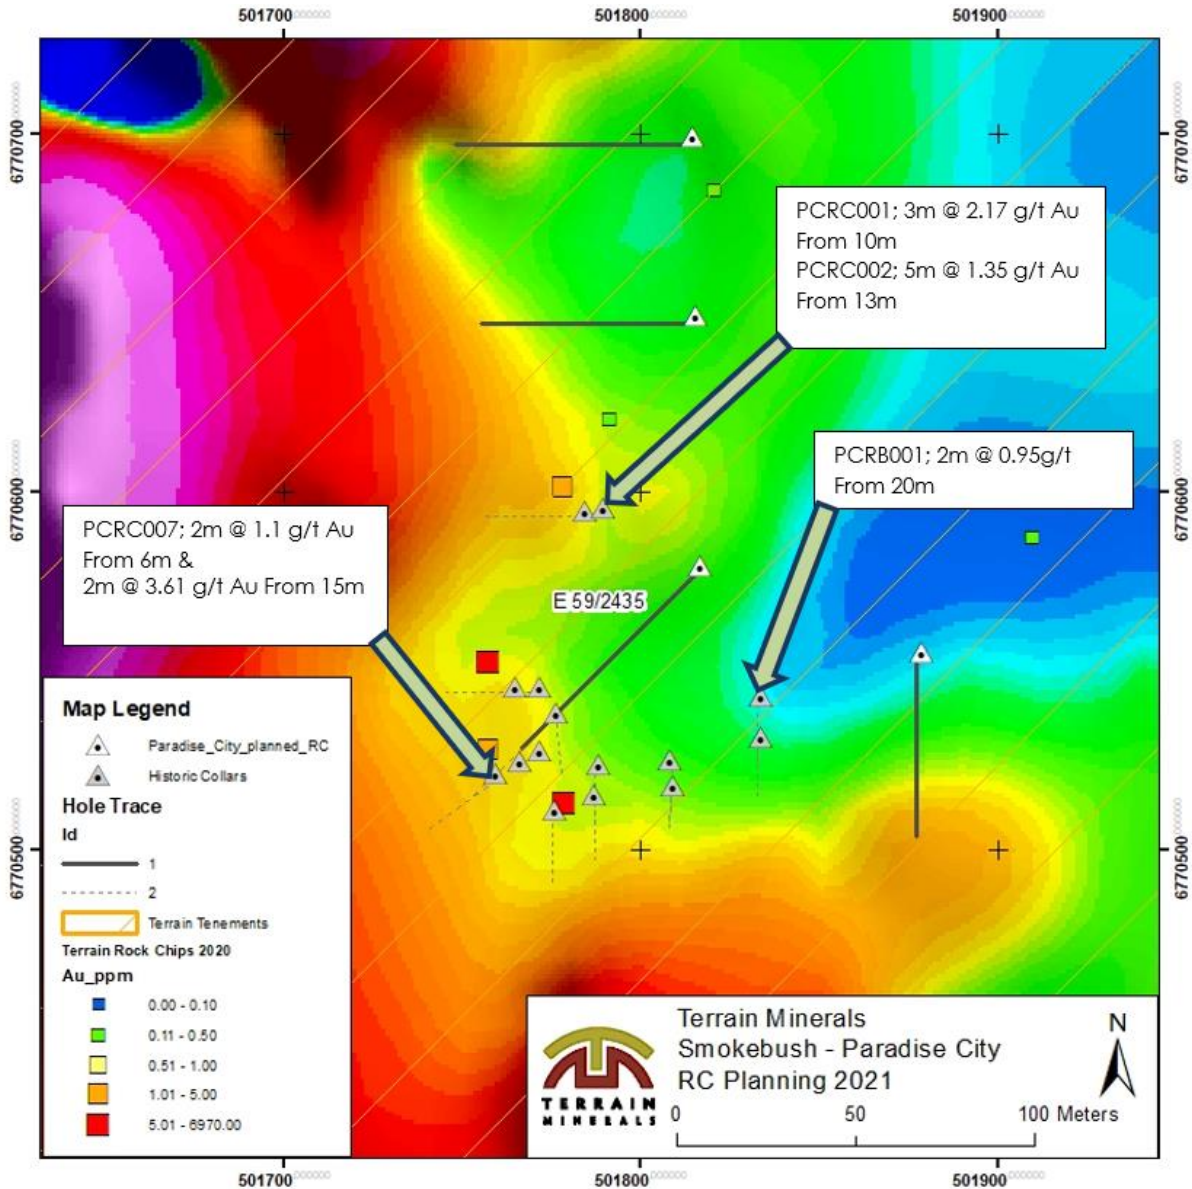 501700
501800
501900
6770700
6770700
PCRC001; 3m @ 2.17 g/t Au
From 10m
PCRC002; 5m @ 1.35 g/t Au
From 13m
PCRB001; 2m @ 0.95g/t
From 20m
6770600
6770600
PCRC007; 2m @ 1.1 g/t Au
From 6m &
2m @ 3.61 g/t Au From 15m
E 59/2435
Map Legend
Paradise_City_planned_RC
Historic Collars
Hole Trace
Id
1
2
Terrain Tenements
Terrain Rock Chips 2020
Au_ppm
0.00 - 0.10
0.11 - 0.50
0.51 - 1.00
1.01 - 5.00
5.01 - 6970.00
6770500
6770500
TERRAIN
MINERALS
Terrain Minerals
Smokebush - Paradise City
RC Planning 2021
N
0 50 100 Meters
501700
501800
501900